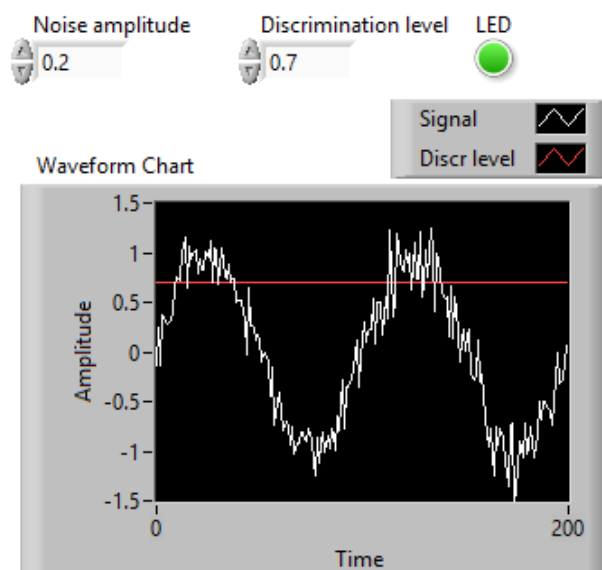 Noise amplitude
Discrimination level
LED
0.2
0.7
Signal
Discr level
Waveform Chart
1.5
1
0.5
0
-0.5
-1
-1.5
Amplitude
0
200
Time